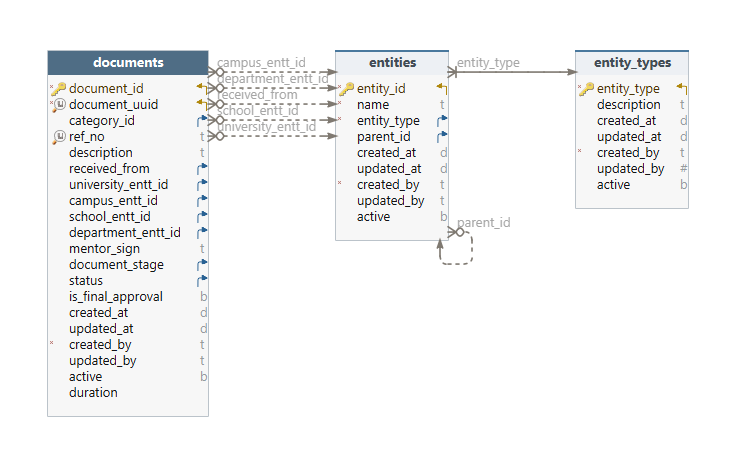 documents
document_id
document_uuid
category_id
ref_no t
description t
received_from
university_entt_id
campus_entt_id
school_entt_id
department_entt_id
mentor_sign t
document_stage
status
is_final_approval b
created_at d
updated_at d
* created_by t
updated_by t
active b
duration
campus_entt_id
department_entt_id
received_from
school_entt_id
university_entt_id
entities
* entity_id
* name t
* entity_type
parent_id
created_at d
updated_at d
* created_by t
updated_by t
active b
entity_type
parent_id
entity_types
* entity_type
description t
created_at d
updated_at d
* created_by t
updated_by #
active b